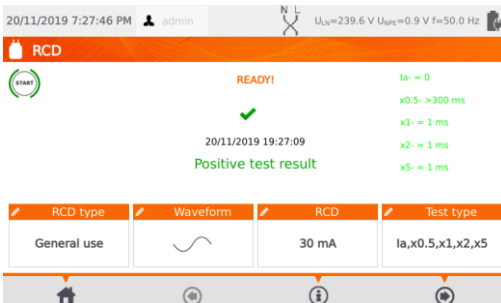 20/11/2019 7:27:46 PM admin N L ULN=239.6 V UNPE=0.9 V f=50.0 Hz
RCD
START
READY!
20/11/2019 19:27:09
Positive test result
Ia- = 0
x0.5- >300 ms
x1- = 1 ms
x2- = 1 ms
x5- = 1 ms
RCD type Waveform RCD Test type
General use 30 mA Ia,x0.5,x1,x2,x5